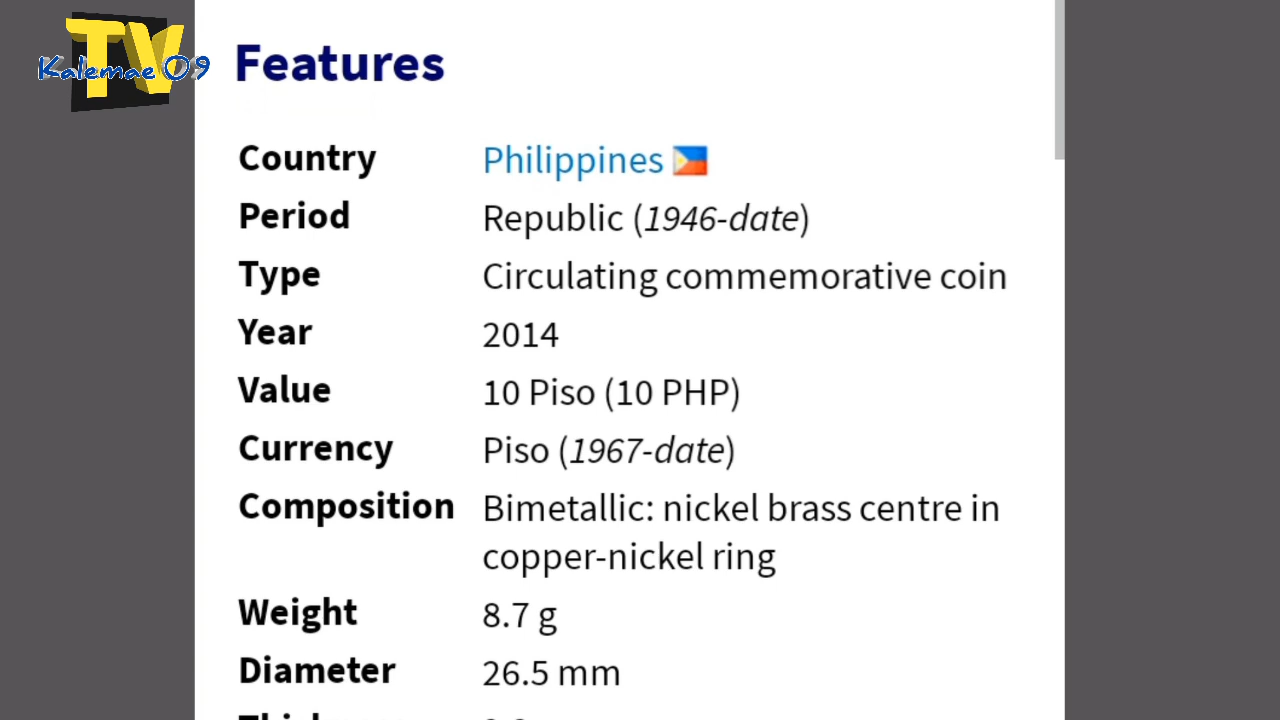 TV
Kalemae 09
Features
Country Philippines
Period Republic (1946-date)
Type Circulating commemorative coin
Year 2014
Value 10 Piso (10 PHP)
Currency Piso (1967-date)
Composition Bimetallic: nickel brass centre in
copper-nickel ring
Weight 8.7 g
Diameter 26.5 mm